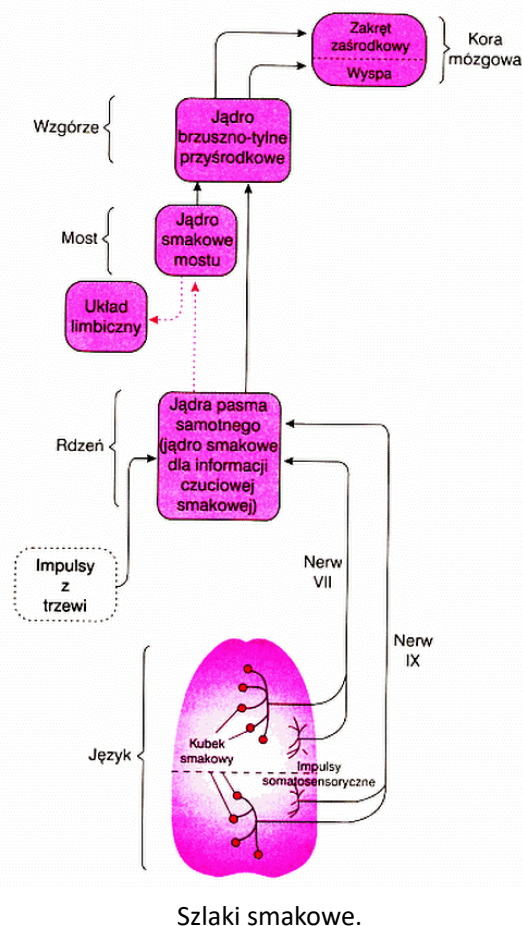 Zakręt
zaśrodkowy
Wyspa
Kora
mózgowa
Wzgórze
Jądro
brzuszno-tylne
przyśrodkowe
Most
Jądro
smakowe
mostu
Układ
limbiczny
Rdzeń
Jądra pasma
samotnego
(jądro smakowe
dla informacji
czuciowej
smakowej)
Impulsy
z
trzewi
Nerw
VII
Nerw
IX
Język
Kubek
smakowy
Impulsy
somatosensoryczne
Szlaki smakowe.